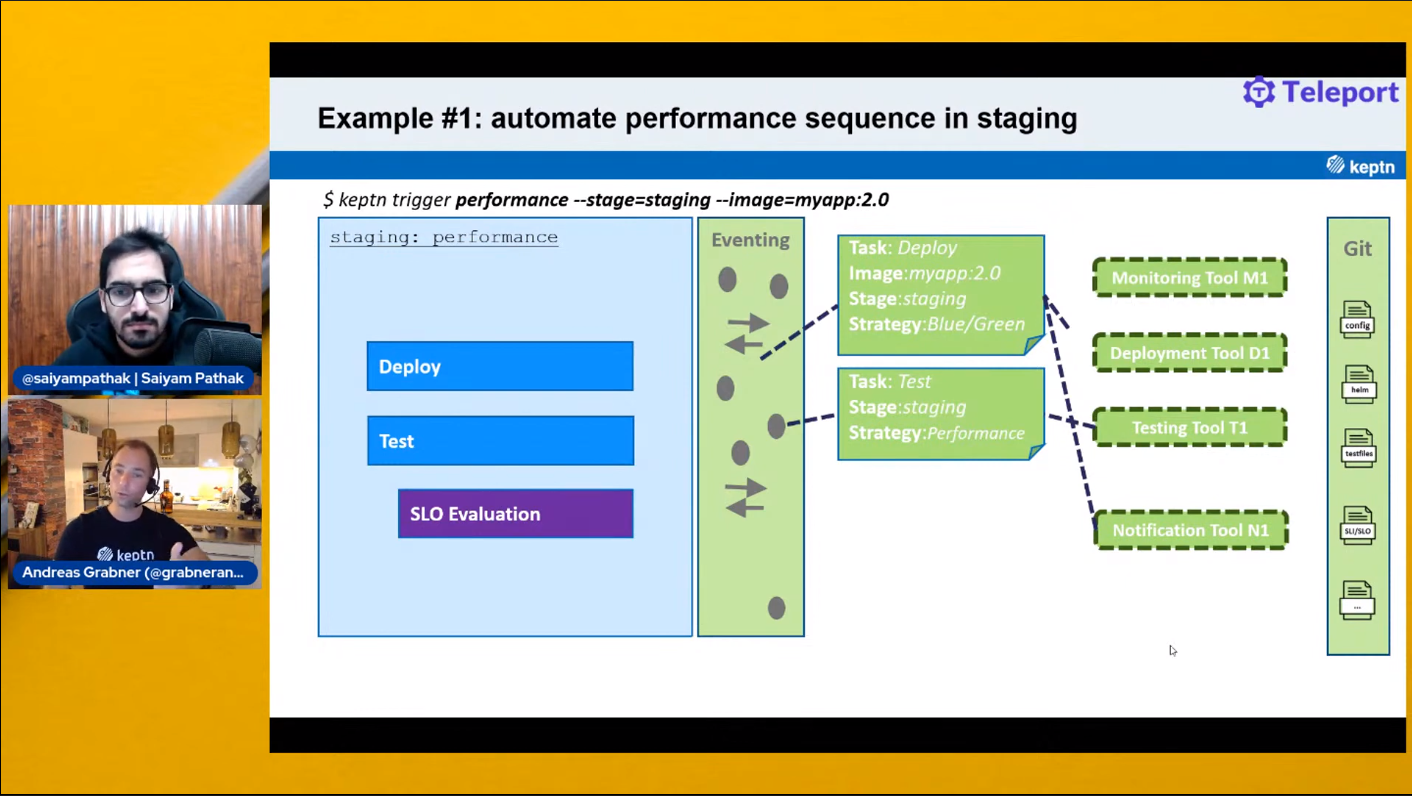 Teleport
Example #1: automate performance sequence in staging
keptn
$ keptn trigger performance --stage=staging --image=myapp:2.0
staging: performance
Deploy
Test
SLO Evaluation
Eventing
Task: Deploy
Image:myapp:2.0
Stage:staging
Strategy:Blue/Green
Task: Test
Stage:staging
Strategy:Performance
Monitoring Tool M1
Deployment Tool D1
Testing Tool T1
Notification Tool N1
Git
config
helm
testfiles
SLI/SLO
...
@saiyampathak | Saiyam Pathak
keptn
Andreas Grabner (@grabneran...